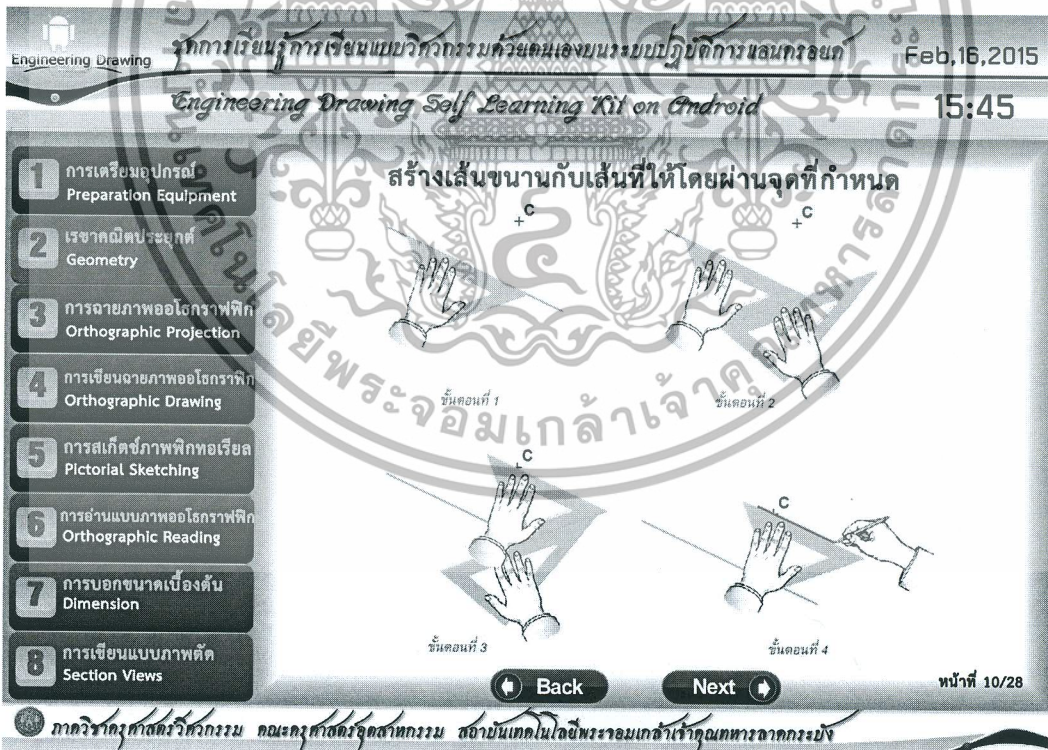 Engineering Drawing
ชุดการเรียนรู้การเขียนแบบวิศวกรรมด้วยตนเองบนระบบปฏิบัติการแอนดรอยด์
Feb,16,2015
Engineering Drawing Self Learning Kit on Android
15:45
1
การเตรียมอุปกรณ์
Preparation Equipment
2
เรขาคณิตประยุกต์
Geometry
3
การฉายภาพออโธกราฟฟิก
Orthographic Projection
4
การเขียนฉายภาพออโธกราฟิก
Orthographic Drawing
5
การสเก็ตช์ภาพพิกทอเรียล
Pictorial Sketching
6
การอ่านแบบภาพออโธกราฟฟิก
Orthographic Reading
7
การบอกขนาดเบื้องต้น
Dimension
8
การเขียนแบบภาพตัด
Section Views
สร้างเส้นขนานกับเส้นที่ให้โดยผ่านจุดที่กำหนด
C
C
ขั้นตอนที่ 1
ขั้นตอนที่ 2
C
C
ขั้นตอนที่ 3
ขั้นตอนที่ 4
Back
Next
หน้าที่ 10/28
ภาควิชาครุศาสตร์วิศวกรรม คณะครุศาสตร์อุตสาหกรรม สถาบันเทคโนโลยีพระจอมเกล้าเจ้าคุณทหารลาดกระบัง